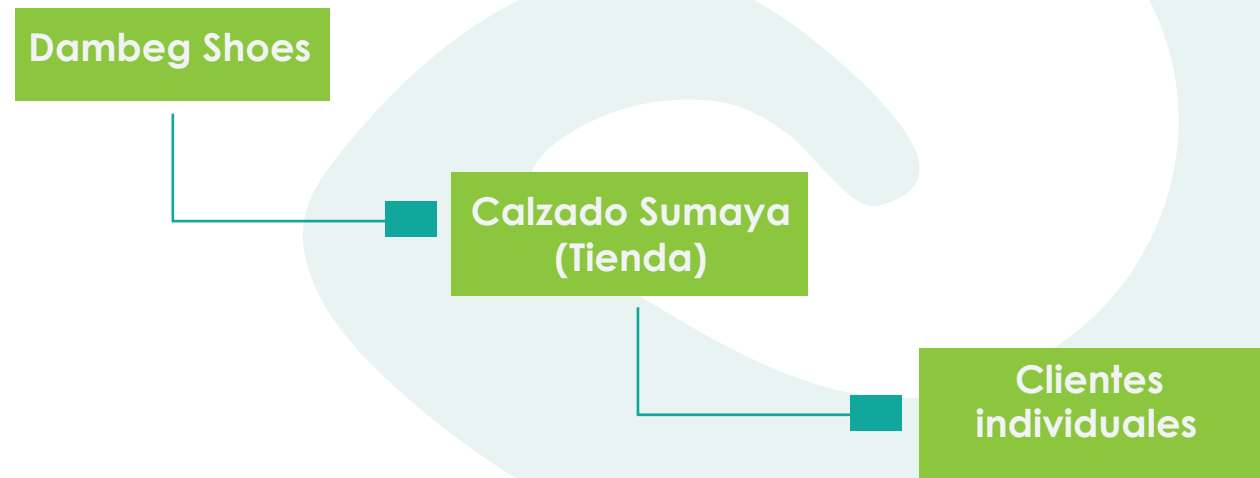 Dambeg Shoes
Calzado Sumaya
(Tienda)
Clientes
individuales